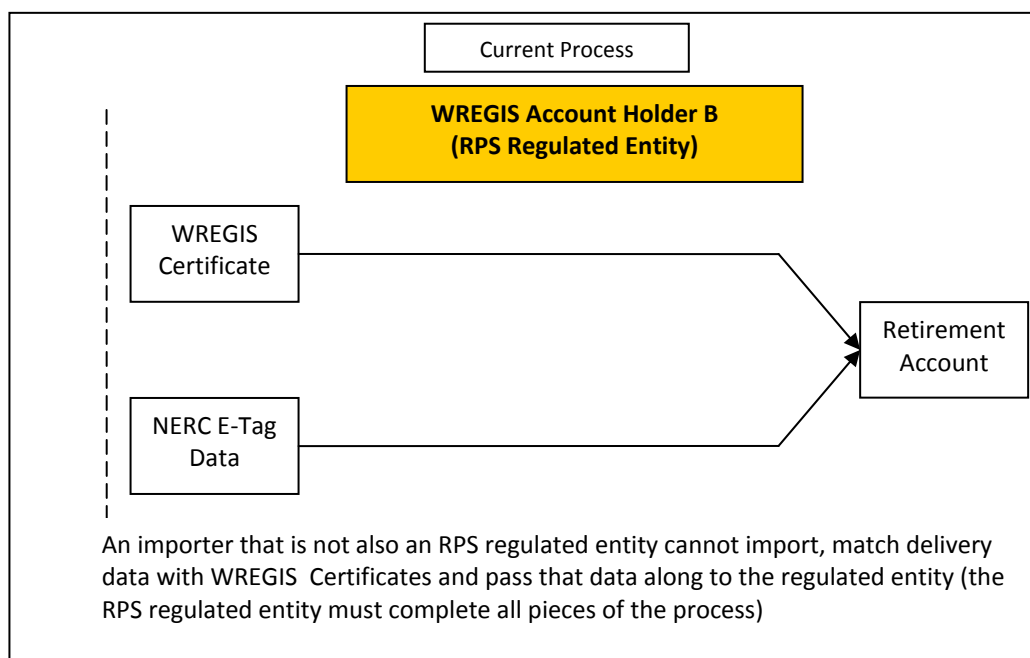 Current Process
WREGIS Account Holder B
(RPS Regulated Entity)
WREGIS
Certificate
Retirement
Account
NERC E-Tag
Data
An importer that is not also an RPS regulated entity cannot import, match delivery
data with WREGIS  Certificates and pass that data along to the regulated entity (the
RPS regulated entity must complete all pieces of the process)